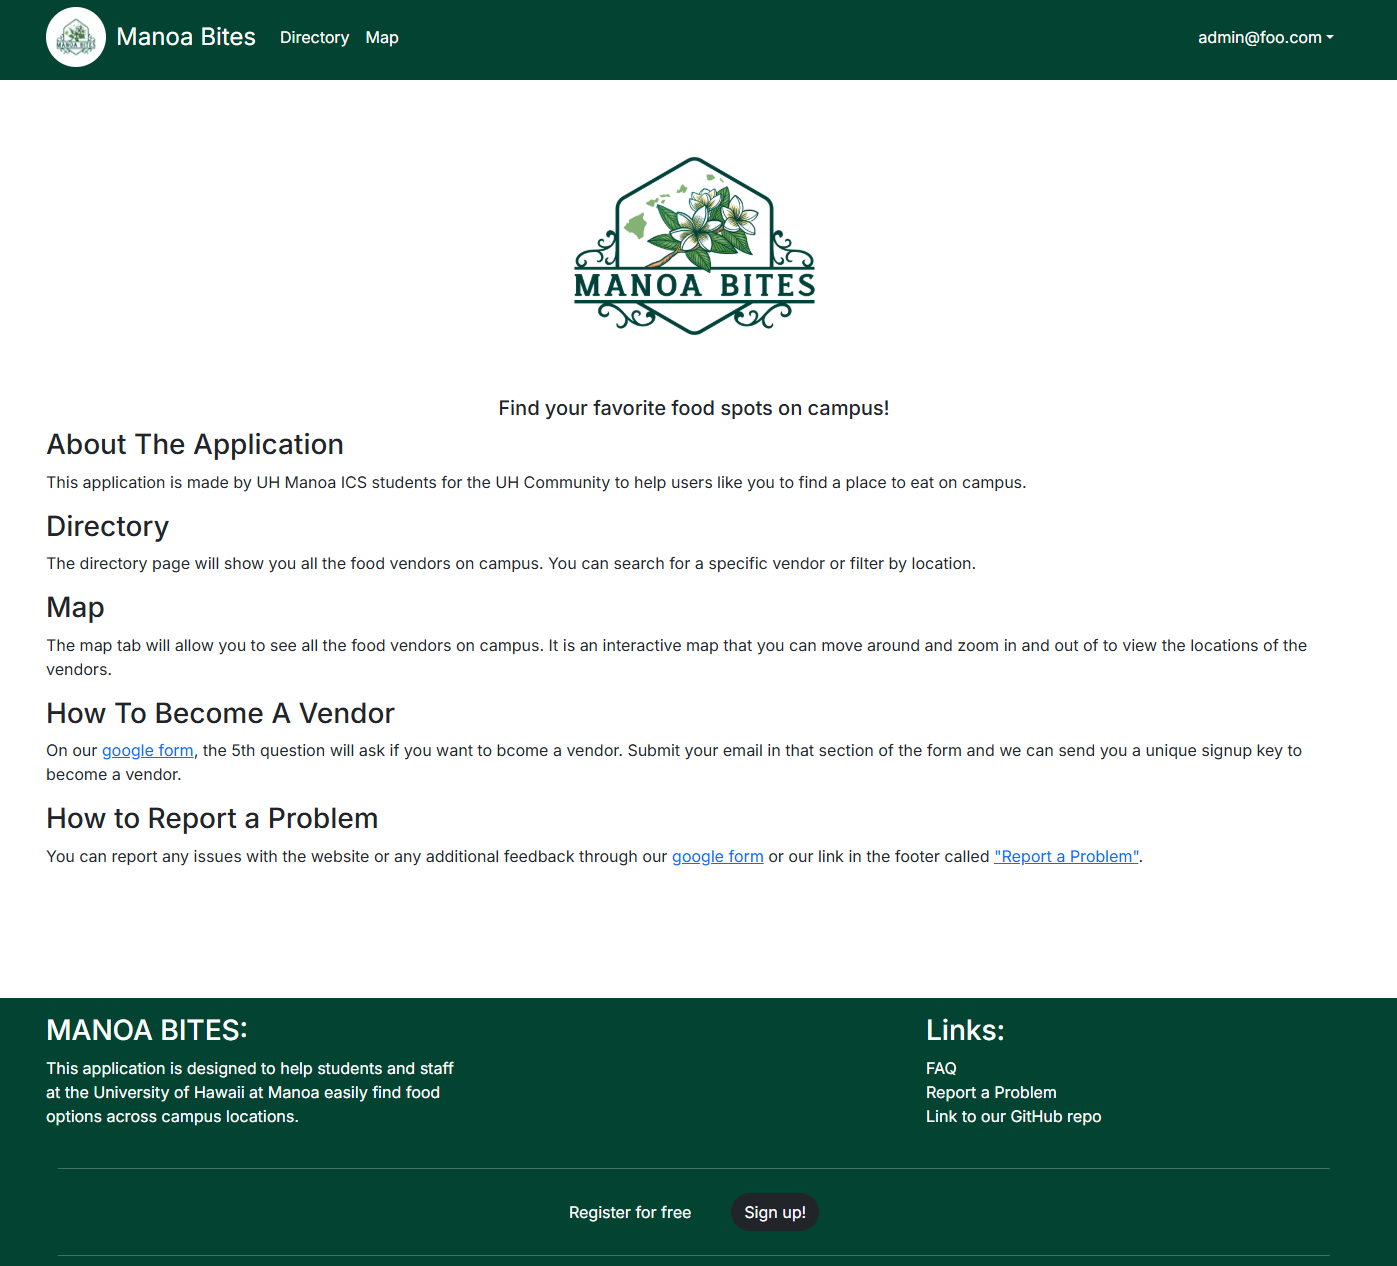 MANOA BITES
Manoa Bites
Directory
Map
admin@foo.com
MANOA BITES
Find your favorite food spots on campus!
About The Application
This application is made by UH Manoa ICS students for the UH Community to help users like you to find a place to eat on campus.
Directory
The directory page will show you all the food vendors on campus. You can search for a specific vendor or filter by location.
Map
The map tab will allow you to see all the food vendors on campus. It is an interactive map that you can move around and zoom in and out of to view the locations of the
vendors.
How To Become A Vendor
On our google form, the 5th question will ask if you want to bcome a vendor. Submit your email in that section of the form and we can send you a unique signup key to
become a vendor.
How to Report a Problem
You can report any issues with the website or any additional feedback through our google form or our link in the footer called "Report a Problem".
MANOA BITES:
This application is designed to help students and staff
at the University of Hawaii at Manoa easily find food
options across campus locations.
Links:
FAQ
Report a Problem
Link to our GitHub repo
Register for free
Sign up!